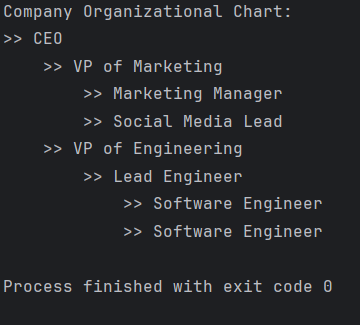 Company Organizational Chart:
>> CEO
    >> VP of Marketing
        >> Marketing Manager
        >> Social Media Lead
    >> VP of Engineering
        >> Lead Engineer
            >> Software Engineer
            >> Software Engineer

Process finished with exit code 0